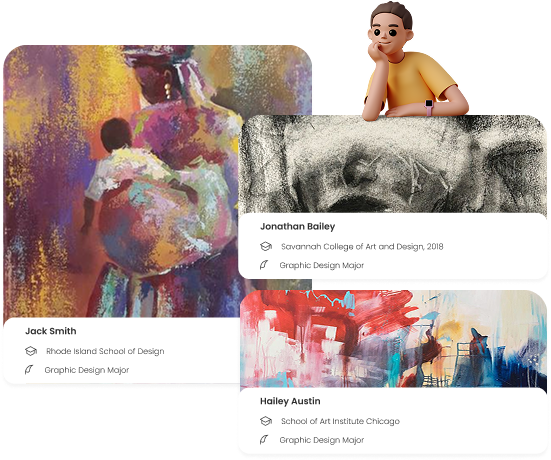 Jonathan Bailey
Savannah College of Art and Design, 2018
Graphic Design Major
Jack Smith
Rhode Island School of Design
Graphic Design Major
Hailey Austin
School of Art Institute Chicago
Graphic Design Major